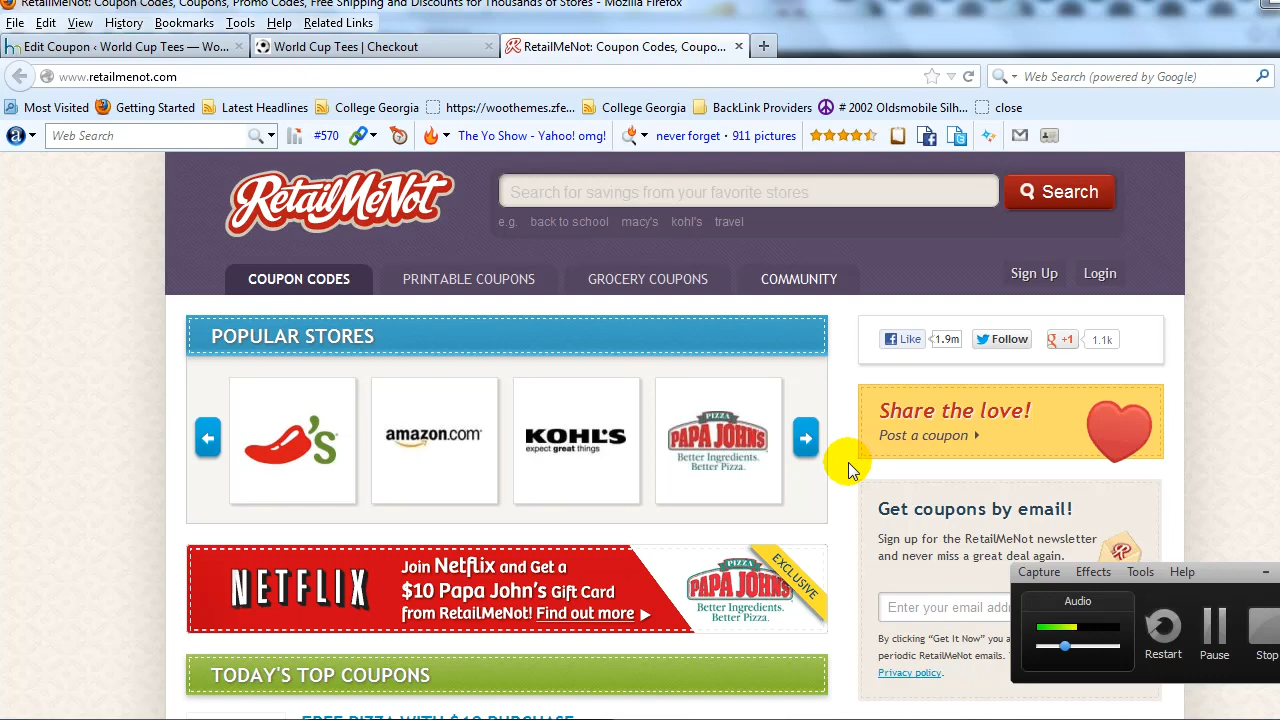 RetailMeNot: Coupon Codes, Coupons, Promo Codes, Free Shipping and Discounts for Thousands of Stores - Mozilla Firefox
File Edit View History Bookmarks Tools Help Related Links
Edit Coupon ‹ World Cup Tees — Wo... × World Cup Tees | Checkout × RetailMeNot: Coupon Codes, Coupo... × +
www.retailmenot.com
Web Search (powered by Google)
Most Visited Getting Started Latest Headlines College Georgia https://woothemes.zfe... College Georgia BackLink Providers # 2002 Oldsmobile Silh... close
a Web Search #570 The Yo Show - Yahoo! omg! never forget • 911 pictures
RetailMeNot
Search for savings from your favorite stores
Search
e.g. back to school macy's kohl's travel
COUPON CODES PRINTABLE COUPONS GROCERY COUPONS COMMUNITY
Sign Up Login
POPULAR STORES
Like 1.9m Follow +1 1.1k
'S
amazon.com
KOHL'S
expect great things
PIZZA
PAPA JOHNS
Better Ingredients.
Better Pizza.
Share the love!
Post a coupon
Get coupons by email!
Sign up for the RetailMeNot newsletter
and never miss a great deal again.
Enter your email addr
By clicking "Get It Now" you a
periodic RetailMeNot emails.
Privacy policy.
NETFLIX
Join Netflix and Get a
$10 Papa John's Gift Card
from RetailMeNot! Find out more
PIZZA
PAPA JOHNS
Better Ingredients.
Better Pizza.
EXCLUSIVE
TODAY'S TOP COUPONS
FREE PIZZA WITH $10 PURCHASE
Capture Effects Tools Help
Audio
Restart Pause Stop